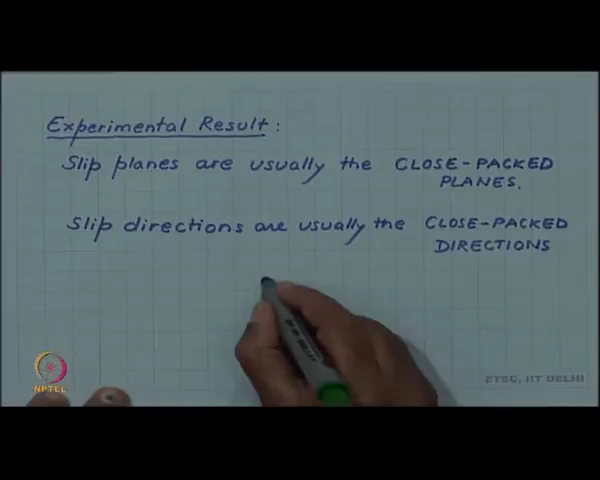 Experimental Result:
Slip planes are usually the CLOSE-PACKED
PLANES.
Slip directions are usually the CLOSE-PACKED
DIRECTIONS
NPTEL
ETSC, IIT DELHI